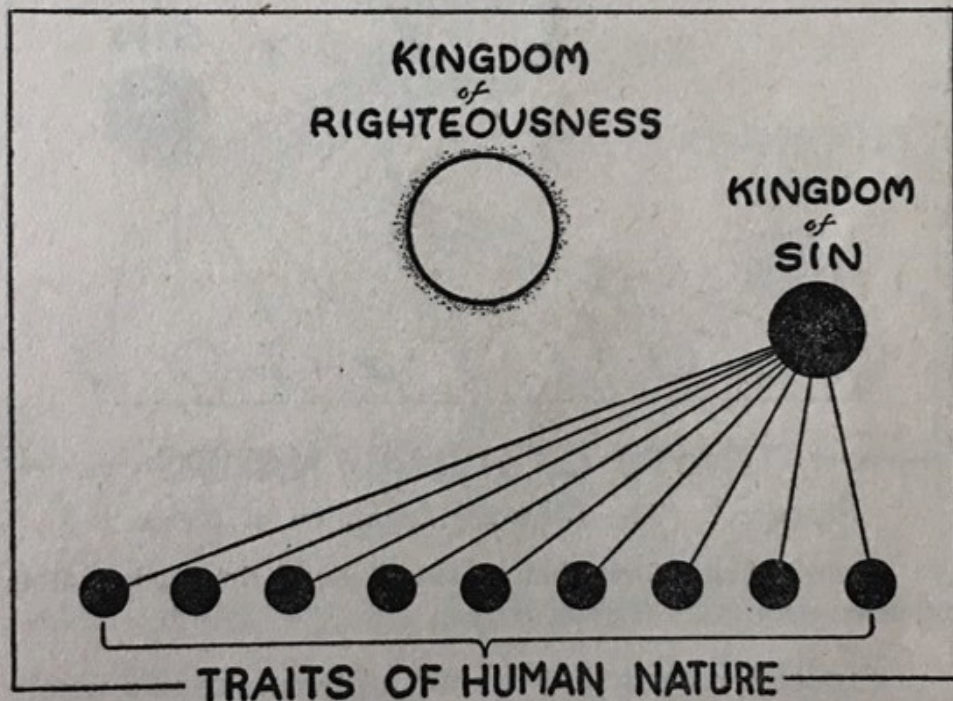 KINGDOM
of
RIGHTEOUSNESS
KINGDOM
of
SIN
TRAITS OF HUMAN NATURE